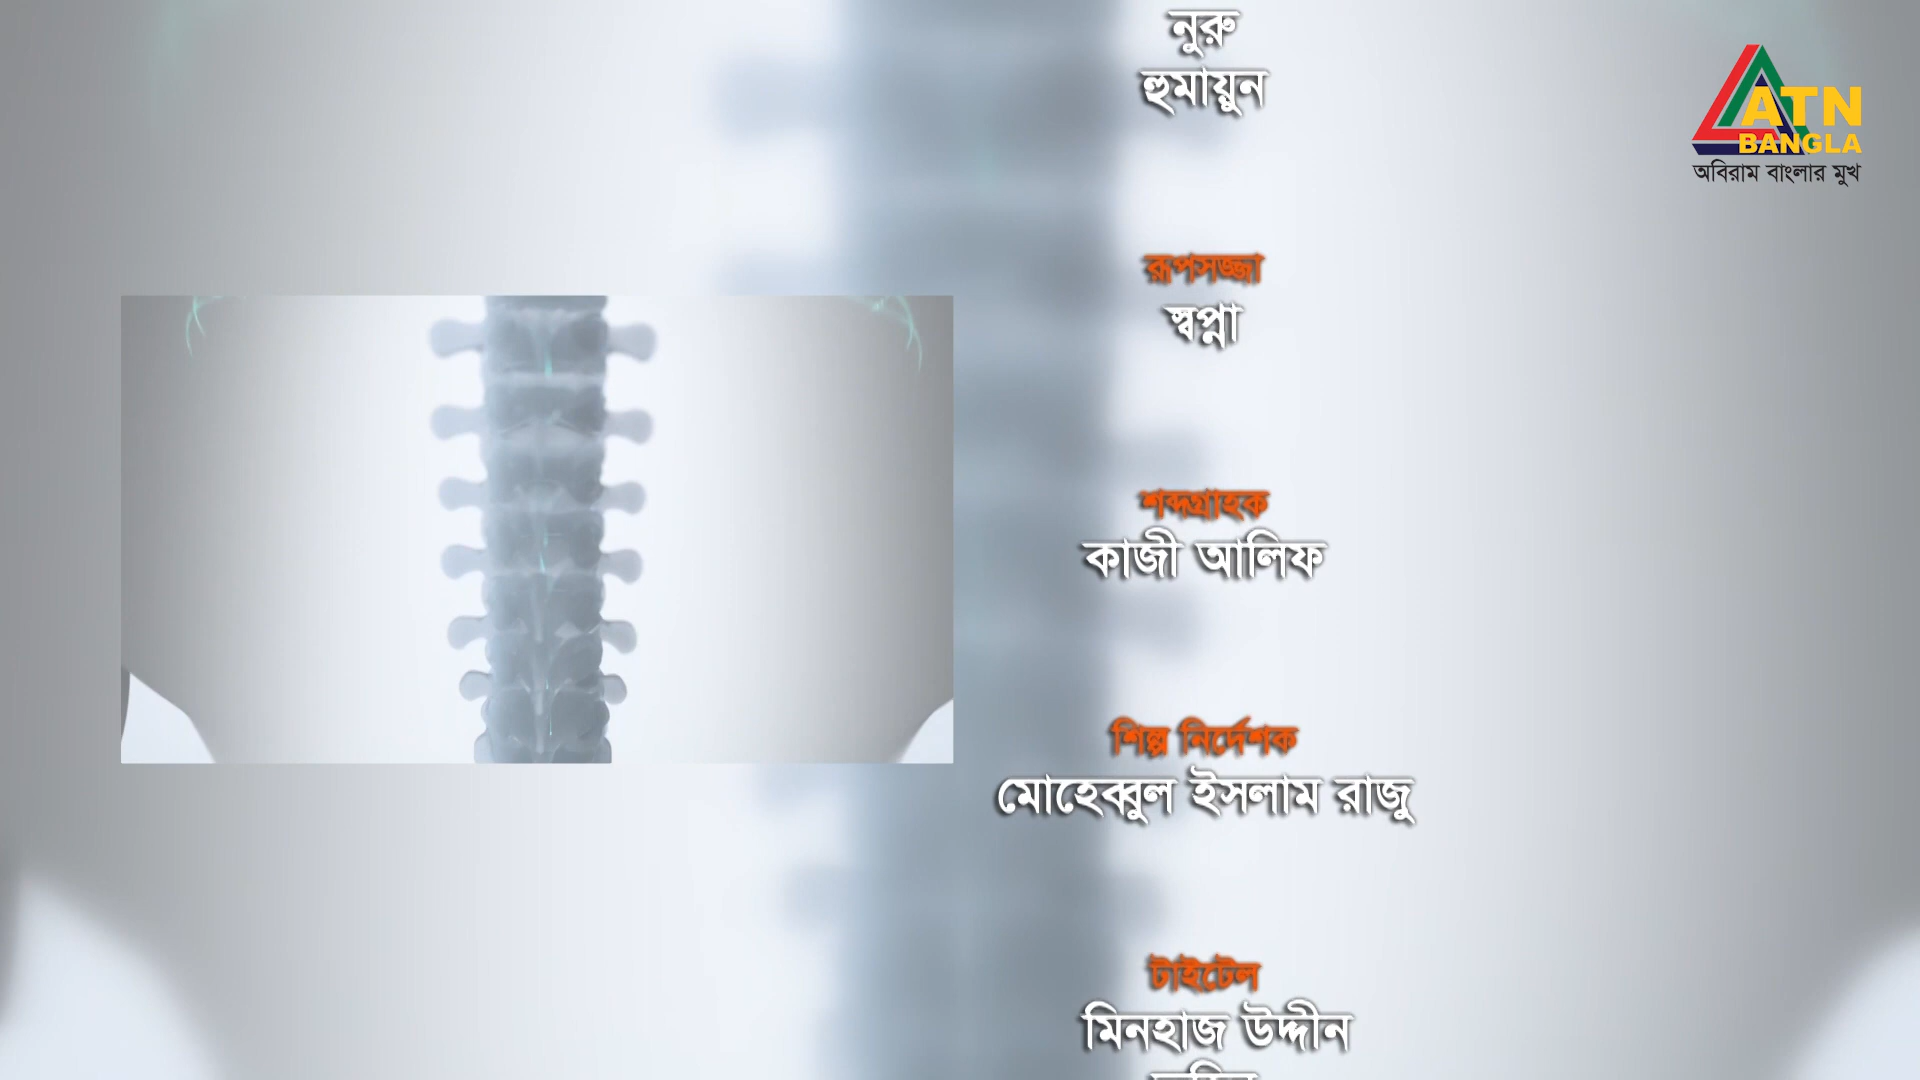 নুরু
হুমায়ুন
ATN
BANGLA
অবিরাম বাংলার মুখ
রূপসজ্জা
স্বপ্না
শব্দগ্রাহক
কাজী আলিফ
শিল্প নির্দেশক
মোহেব্বুল ইসলাম রাজু
টাইটেল
মিনহাজ উদ্দীন